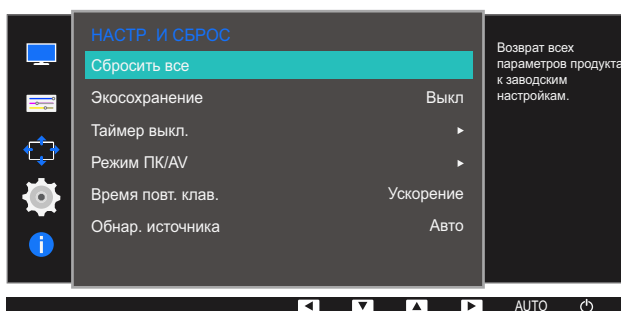 НАСТР. И СБРОС
Сбросить все
Экосохранение Выкл
Таймер выкл.
Режим ПК/AV
Время повт. клав. Ускорение
Обнар. источника Авто
Возврат всех
параметров продукта
к заводским
настройкам.
AUTO